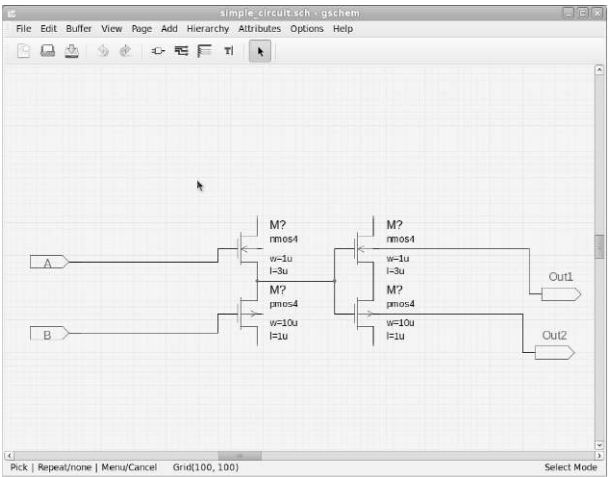 simple_circuit.sch - gschem
File Edit Buffer View Page Add Hierarchy Attributes Options Help
M?
nmos4
w=1u
l=3u
M?
nmos4
w=1u
l=3u
A
Out1
M?
pmos4
w=10u
l=1u
M?
pmos4
w=10u
l=1u
B
Out2
Pick | Repeat/none | Menu/Cancel Grid(100, 100) Select Mode